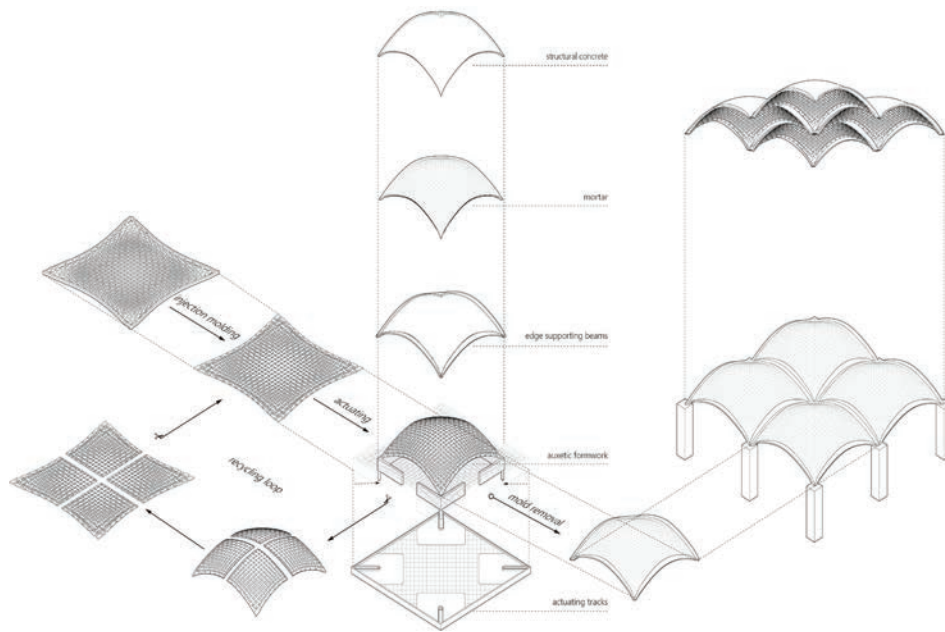 structural concrete
mortar
injection molding
edge supporting beams
actuating
auxetic formwork
recycling loop
mold removal
actuating tracks